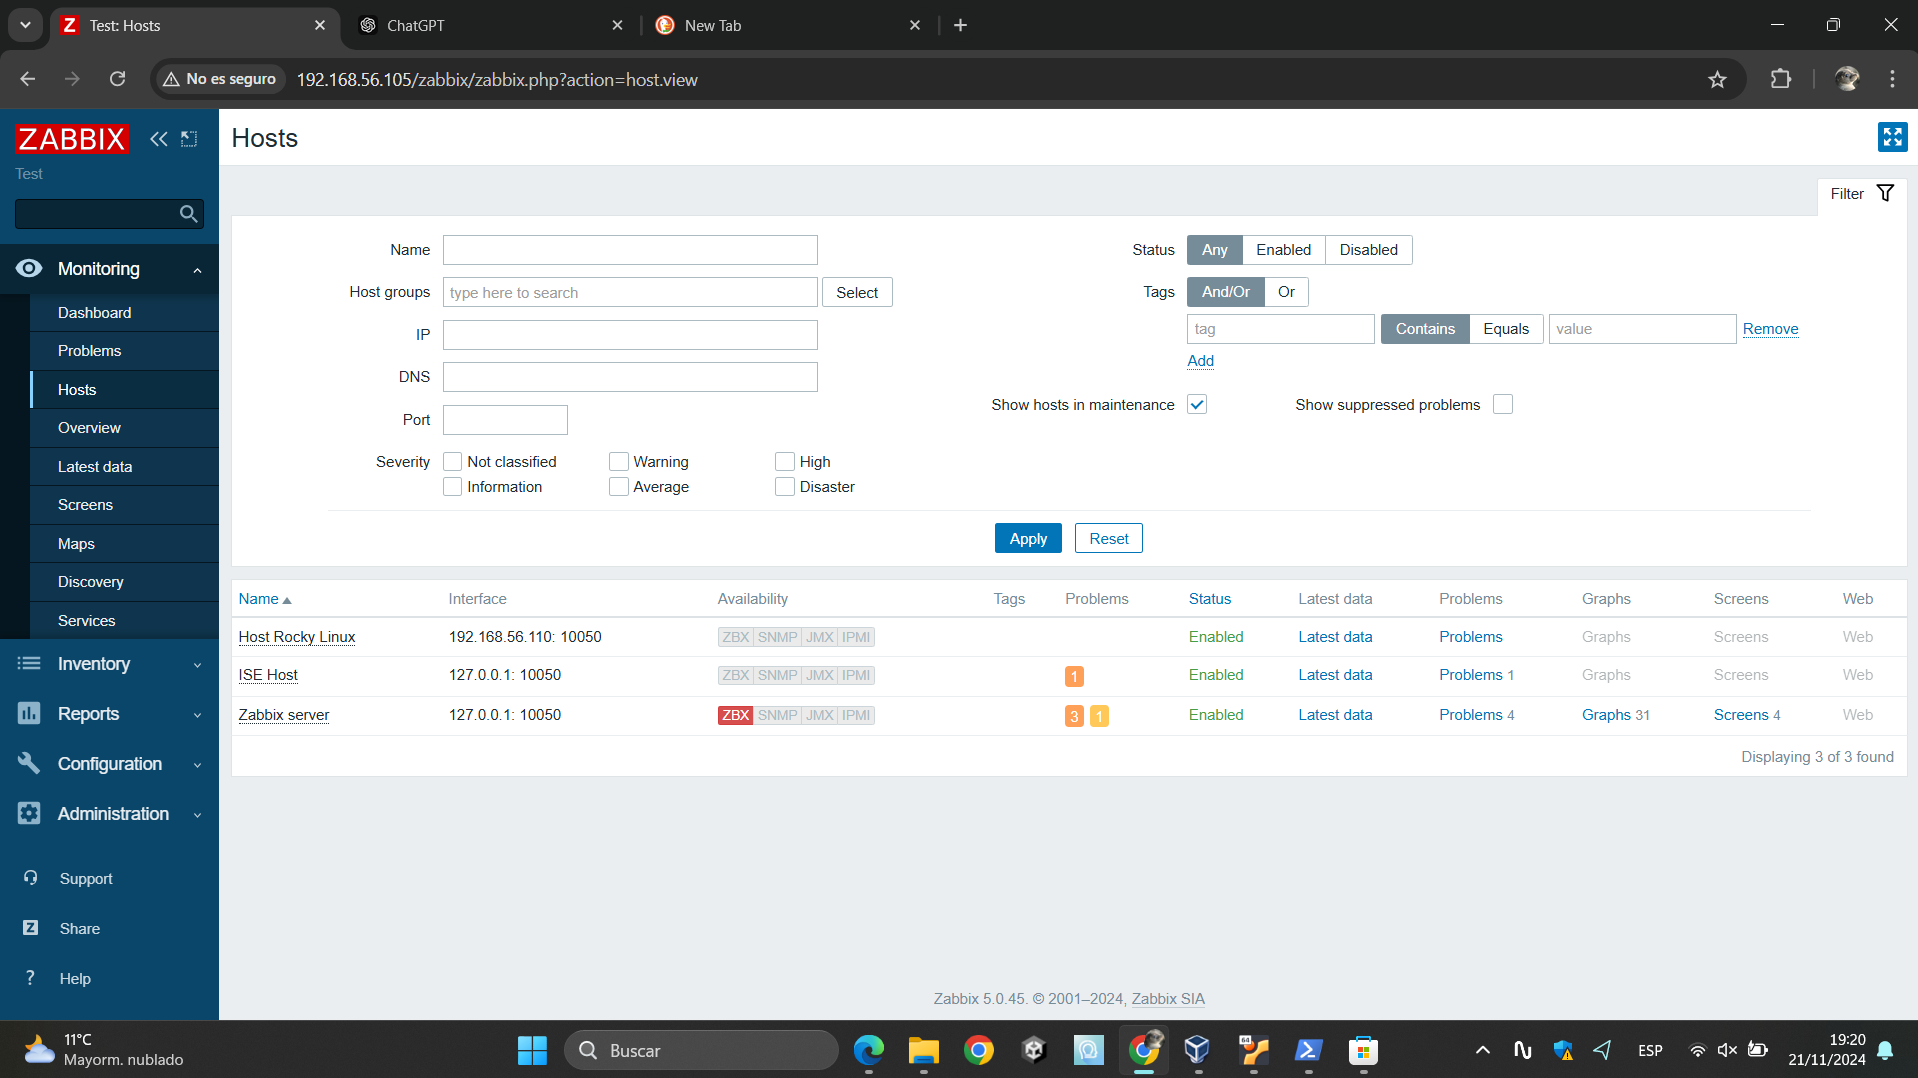 Test: Hosts
ChatGPT
New Tab
No es seguro
192.168.56.105/zabbix/zabbix.php?action=host.view
ZABBIX
Test
Monitoring
Dashboard
Problems
Hosts
Overview
Latest data
Screens
Maps
Discovery
Services
Inventory
Reports
Configuration
Administration
Support
Share
Help
Hosts
Filter
Name
Host groups type here to search Select
IP
DNS
Port
Severity Not classified Warning High
Information Average Disaster
Status Any Enabled Disabled
Tags And/Or Or
tag Contains Equals value Remove
Add
Show hosts in maintenance Show suppressed problems
Apply Reset
Name Interface Availability Tags Problems Status Latest data Problems Graphs Screens Web
Host Rocky Linux 192.168.56.110: 10050 ZBX SNMP JMX IPMI Enabled Latest data Problems Graphs Screens Web
ISE Host 127.0.0.1: 10050 ZBX SNMP JMX IPMI 1 Enabled Latest data Problems 1 Graphs Screens Web
Zabbix server 127.0.0.1: 10050 ZBX SNMP JMX IPMI 3 1 Enabled Latest data Problems 4 Graphs 31 Screens 4 Web
Displaying 3 of 3 found
Zabbix 5.0.45. © 2001–2024, Zabbix SIA
11°C
Mayorm. nublado
Buscar
64
ESP
19:20
21/11/2024